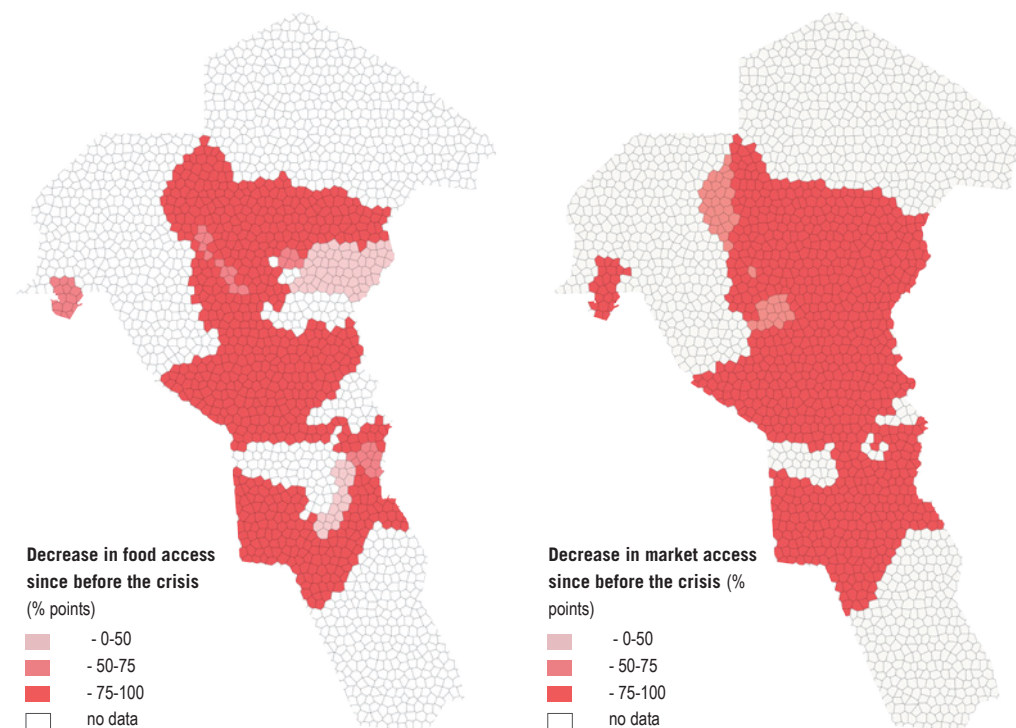 Decrease in food access
since before the crisis
(% points)
- 0-50
- 50-75
- 75-100
no data
Decrease in market access
since before the crisis (%
points)
- 0-50
- 50-75
- 75-100
no data